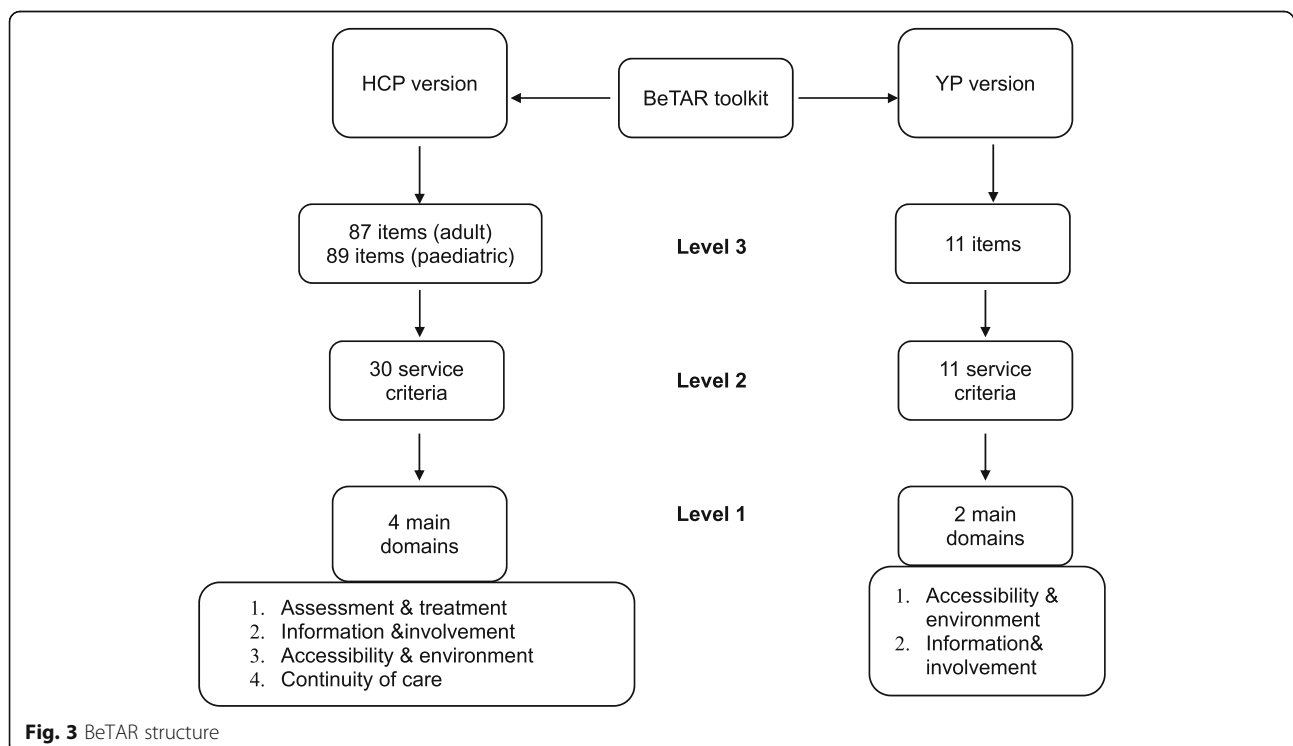 HCP version
BeTAR toolkit
YP version
87 items (adult)
89 items (paediatric)
Level 3
11 items
30 service
criteria
Level 2
11 service
criteria
4 main
domains
Level 1
2 main
domains
1. Assessment & treatment
2. Information &involvement
3. Accessibility & environment
4. Continuity of care
1. Accessibility &
environment
2. Information&
involvement
Fig. 3 BeTAR structure